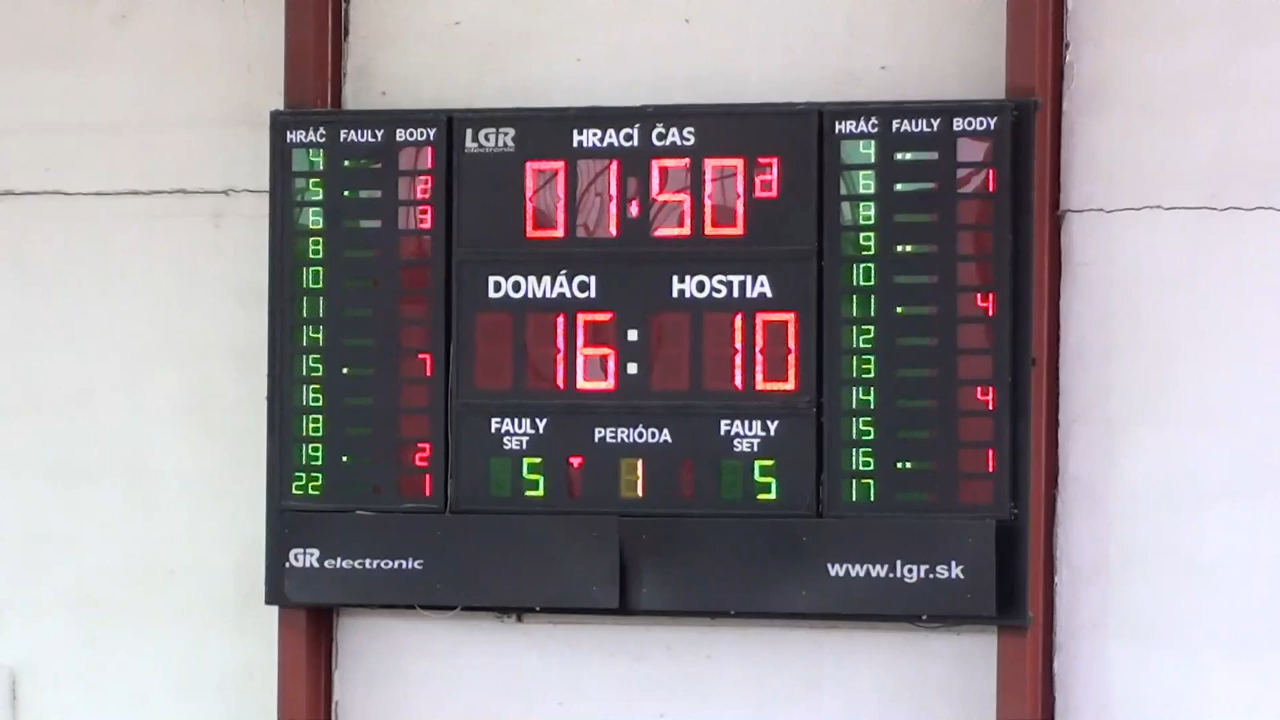 HRÁČ FAULY BODY
4 1
5 2
6 3
8
10
11
14
15 7
16
18
19 2
22 1
LGR
electronic
HRACÍ ČAS
01:50
DOMÁCI HOSTIA
16:10
FAULY SET PERIÓDA FAULY SET
5 1 5
HRÁČ FAULY BODY
4
6 1
8
9
10
11 4
12
13
14 4
15
16 1
17
.GR electronic
www.lgr.sk